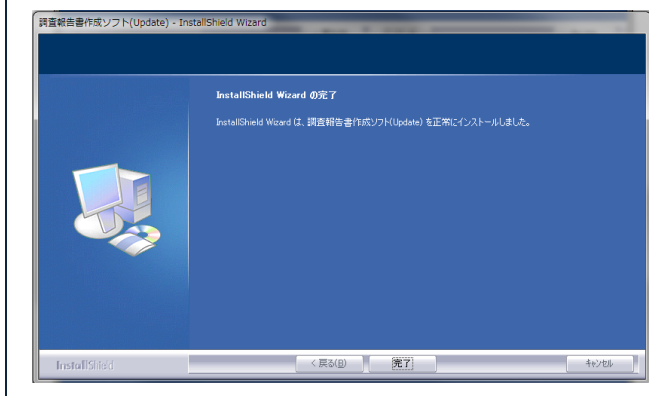 調査報告書作成ソフト(Update) - InstallShield Wizard
InstallShield Wizard の完了
InstallShield Wizard は、調査報告書作成ソフト(Update) を正常にインストールしました。
InstallShield
< 戻る(B)
完了
キャンセル